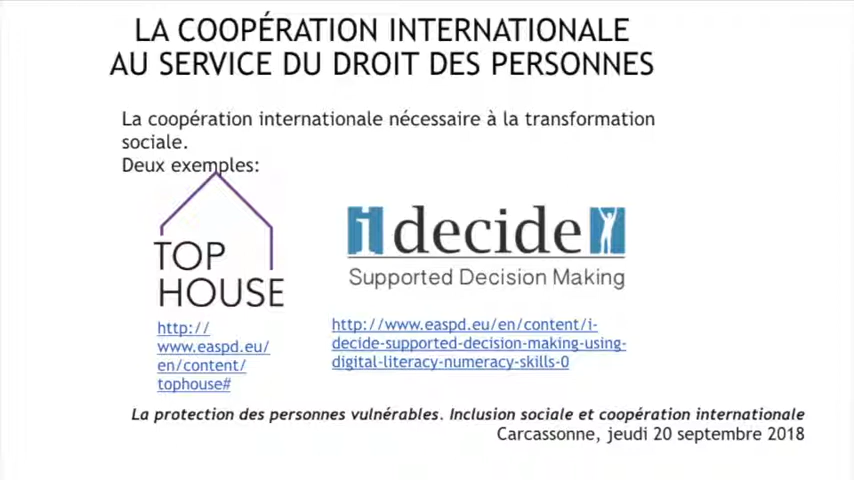 LA COOPÉRATION INTERNATIONALE
AU SERVICE DU DROIT DES PERSONNES
La coopération internationale nécessaire à la transformation
sociale.
Deux exemples:
TOP
HOUSE
http://
www.easpd.eu/
en/content/
tophouse#
i decide
Supported Decision Making
http://www.easpd.eu/en/content/i-
decide-supported-decision-making-using-
digital-literacy-numeracy-skills-0
La protection des personnes vulnérables. Inclusion sociale et coopération internationale
Carcassonne, jeudi 20 septembre 2018